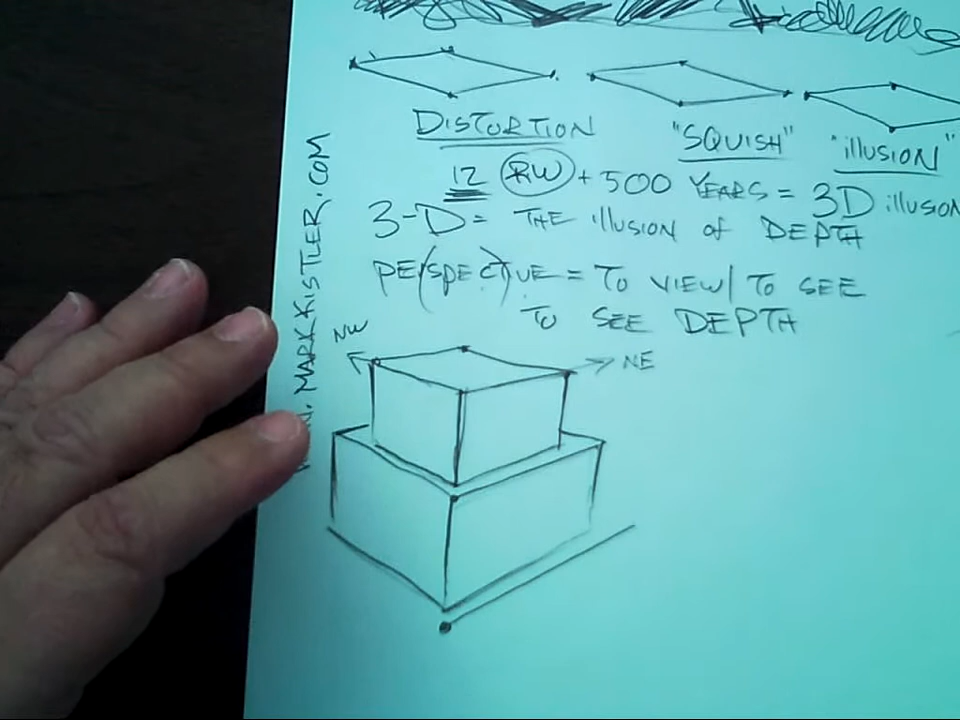 DISTORTION
"SQUISH"
"illusion"
12 RW + 500 YEARS = 3D illusion
3-D = THE illusion of DEPTH
PERSPECTIVE = TO VIEW/TO SEE
TO SEE DEPTH
NW
NE
MARKKISTLER.COM